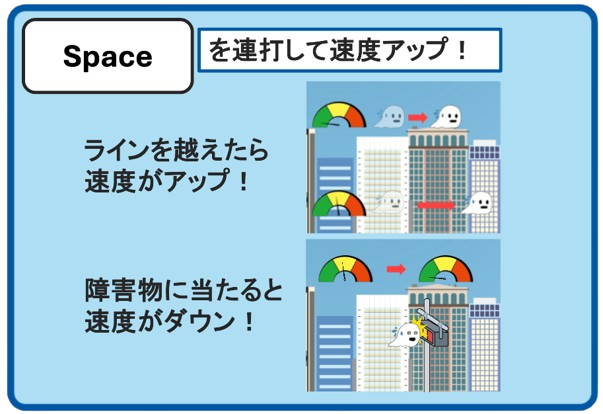 Space
を連打して速度アップ！
ラインを越えたら
速度がアップ！
障害物に当たると
速度がダウン！